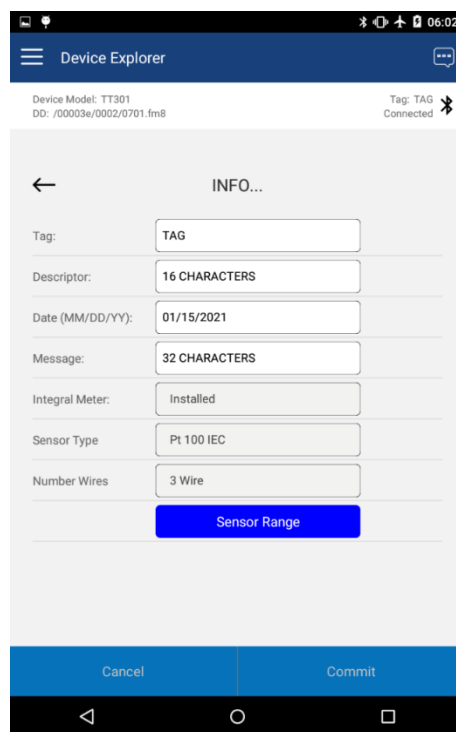 06:02
Device Explorer
Device Model: TT301
DD: /00003e/0002/0701.fm8
Tag: TAG
Connected
INFO...
Tag: TAG
Descriptor: 16 CHARACTERS
Date (MM/DD/YY): 01/15/2021
Message: 32 CHARACTERS
Integral Meter: Installed
Sensor Type Pt 100 IEC
Number Wires 3 Wire
Sensor Range
Cancel Commit